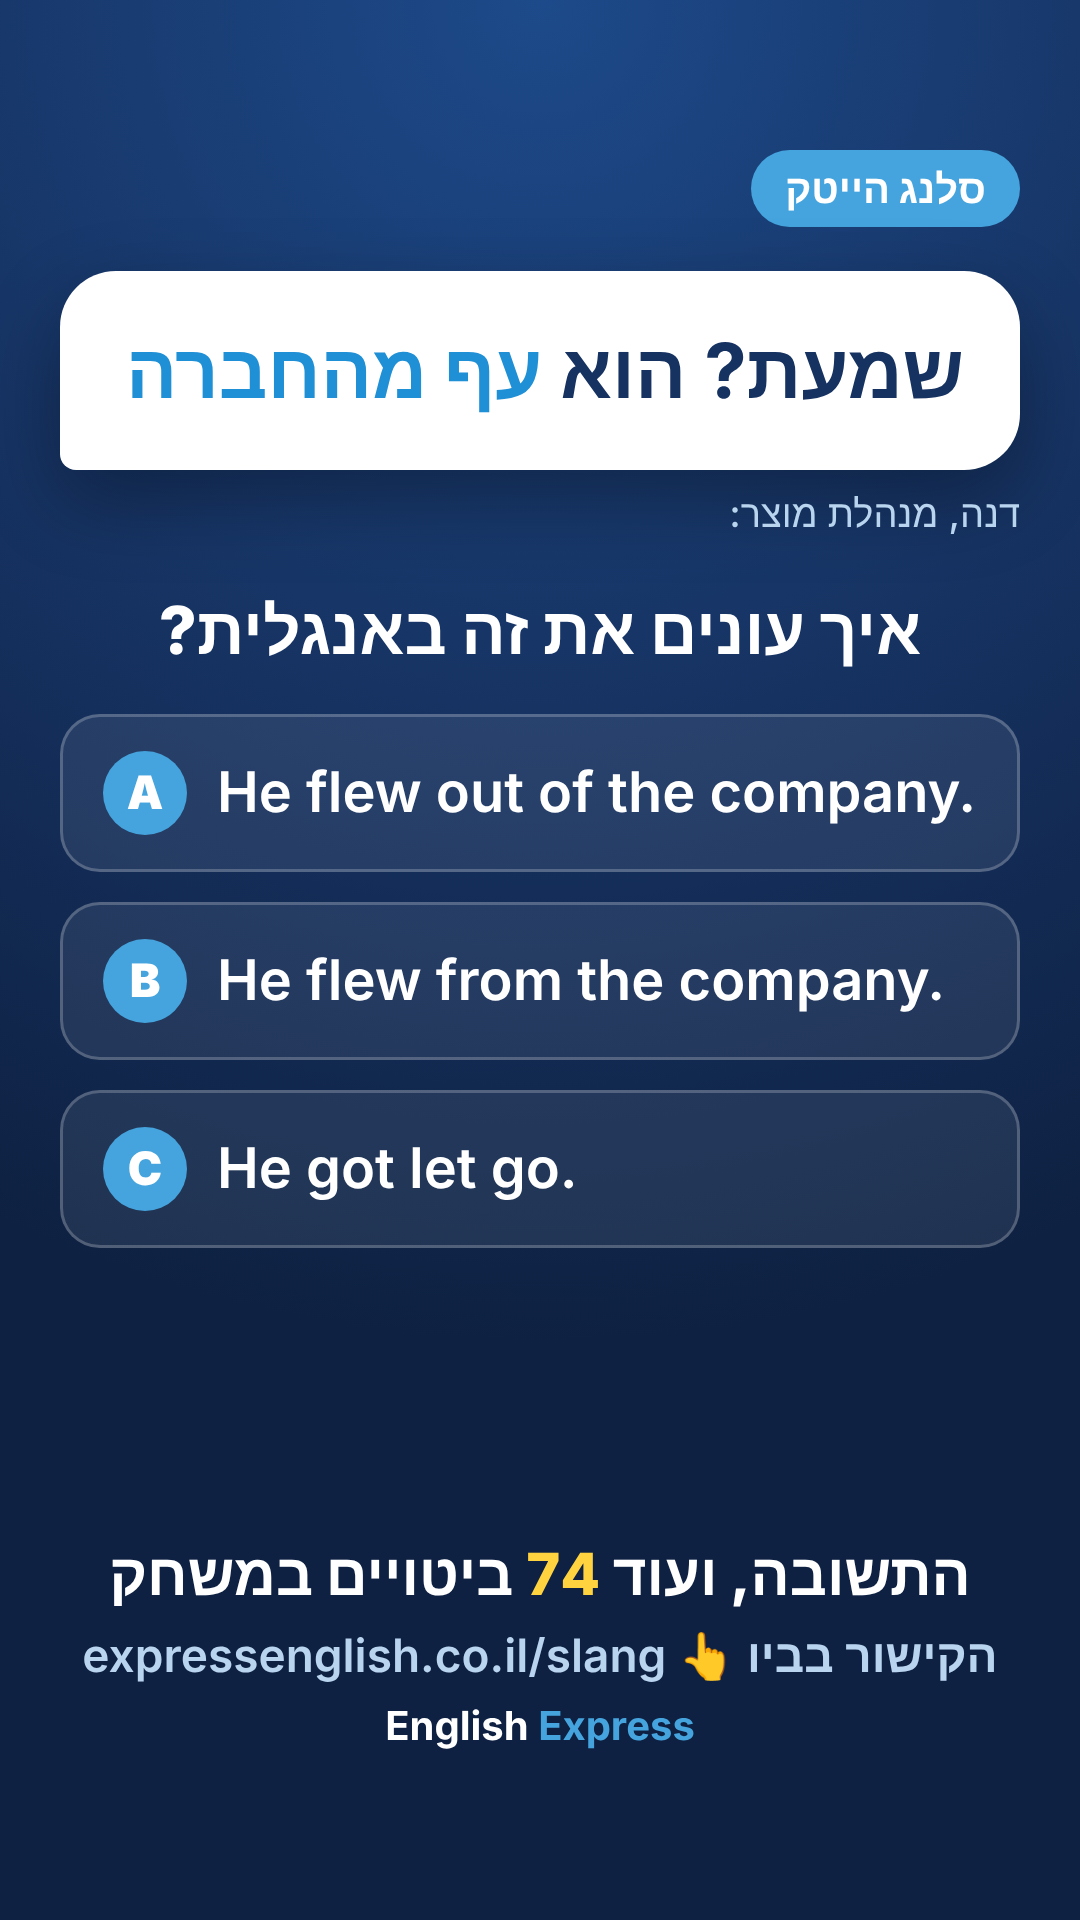 סלנג הייטק
שמעת? הוא עף מהחברה
דנה, מנהלת מוצר:
איך עונים את זה באנגלית?
A He flew out of the company.
B He flew from the company.
C He got let go.
התשובה, ועוד 74 ביטויים במשחק
הקישור בביו 👆 expressenglish.co.il/slang
English Express